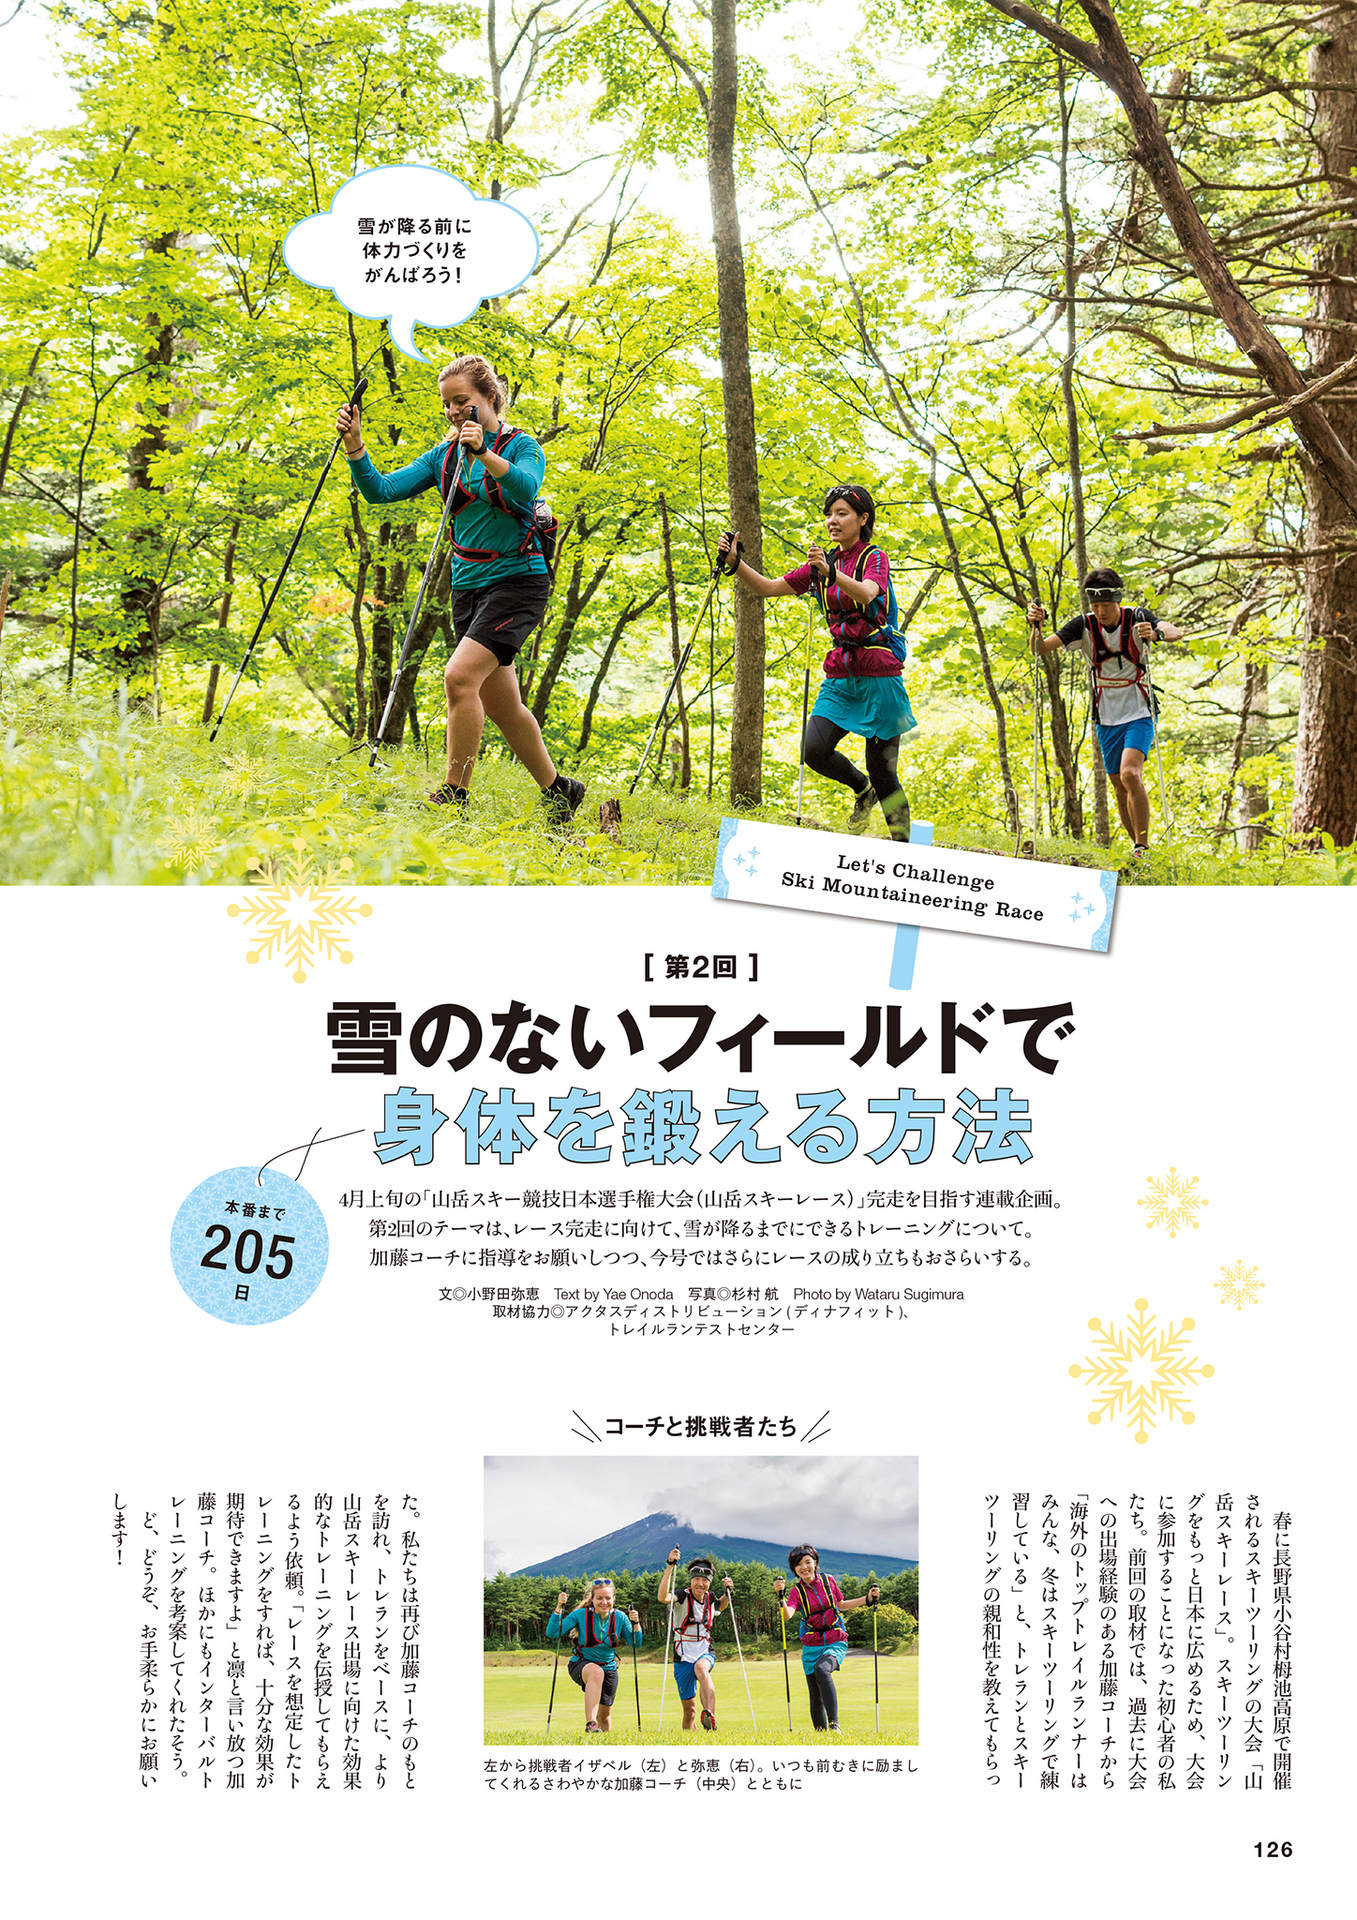 雪が降る前に
体力づくりを
がんばろう!
Let's Challenge
Ski Mountaineering Race
[ 第2回 ]
雪のないフィールドで
身体を鍛える方法
本番まで
205
日
4月上旬の「山岳スキー競技日本選手権大会(山岳スキーレース)」完走を目指す連載企画。
第2回のテーマは、レース完走に向けて、雪が降るまでにできるトレーニングについて。
加藤コーチに指導をお願いしつつ、今号ではさらにレースの成り立ちもおさらいする。
文◎小野田弥恵　Text by Yae Onoda　写真◎杉村 航　Photo by Wataru Sugimura
取材協力◎アクタスディストリビューション(ディナフィット)、
トレイルランテストセンター
コーチと挑戦者たち
春に長野県小谷村栂池高原で開催
されるスキーツーリングの大会「山
岳スキーレース」。スキーツーリン
グをもっと日本に広めるため、大会
に参加することになった初心者の私
たち。前回の取材では、過去に大会
への出場経験のある加藤コーチから
「海外のトップトレイルランナーは
みんな、冬はスキーツーリングで練
習している」と、トレランとスキー
ツーリングの親和性を教えてもらっ
た。私たちは再び加藤コーチのもと
を訪れ、トレランをベースに、より
山岳スキーレース出場に向けた効果
的なトレーニングを伝授してもらえ
るよう依頼。「レースを想定したト
レーニングをすれば、十分な効果が
期待できますよ」と凛と言い放つ加
藤コーチ。ほかにもインターバルト
レーニングを考案してくれたそう。
ど、どうぞ、お手柔らかにお願い
します!
左から挑戦者イザベル（左）と弥恵（右）。いつも前むきに励まし
てくれるさわやかな加藤コーチ（中央）とともに
126